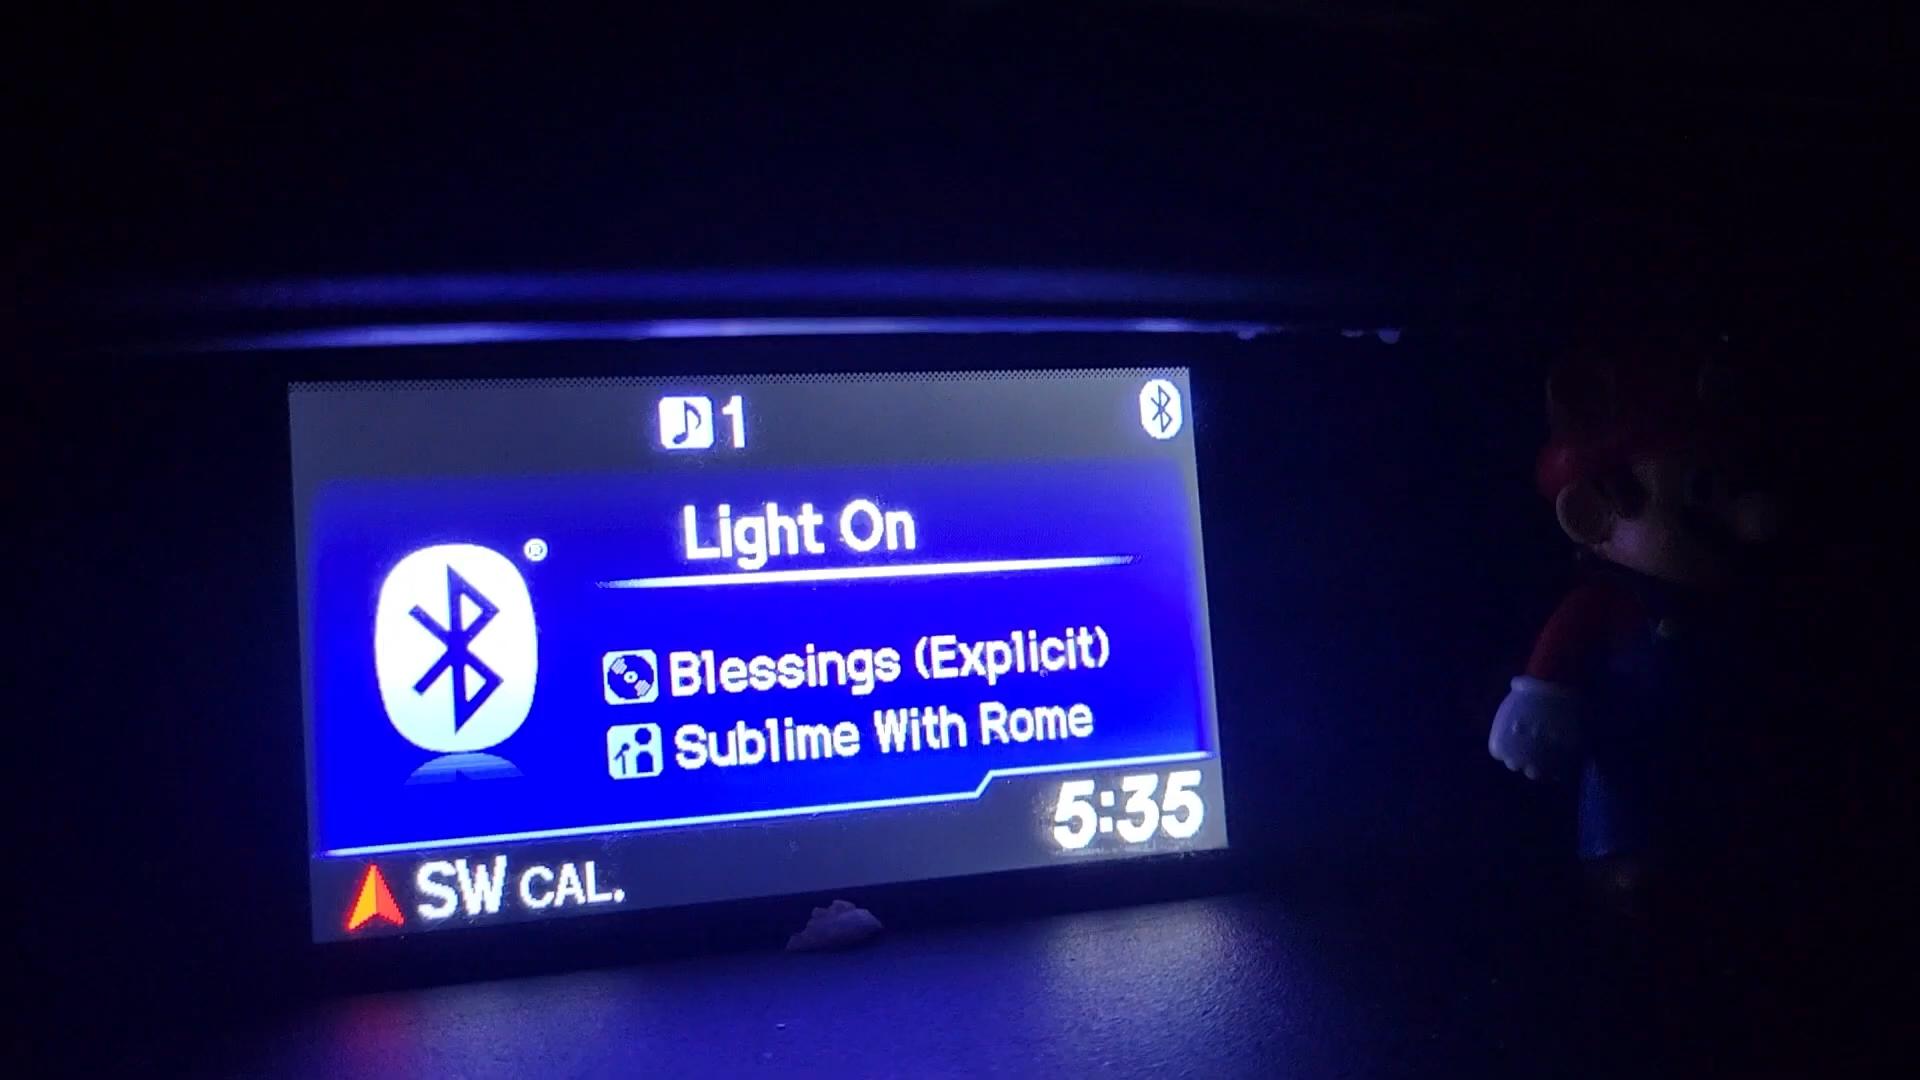 1
Light On
®
Blessings (Explicit)
Sublime With Rome
5:35
SW CAL.